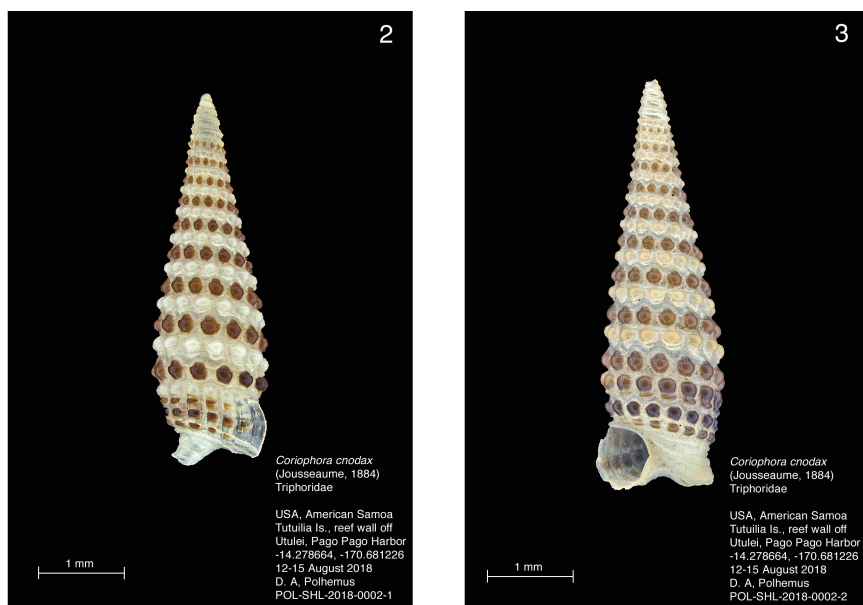 2
Coriophora cnodax
(Jousseaume, 1884)
Triphoridae
USA, American Samoa
Tutuilia Is., reef wall off
Utulei, Pago Pago Harbor
-14.278664, -170.681226
12-15 August 2018
D. A, Polhemus
POL-SHL-2018-0002-1
1 mm
3
Coriophora cnodax
(Jousseaume, 1884)
Triphoridae
USA, American Samoa
Tutuilia Is., reef wall off
Utulei, Pago Pago Harbor
-14.278664, -170.681226
12-15 August 2018
D. A, Polhemus
POL-SHL-2018-0002-2
1 mm